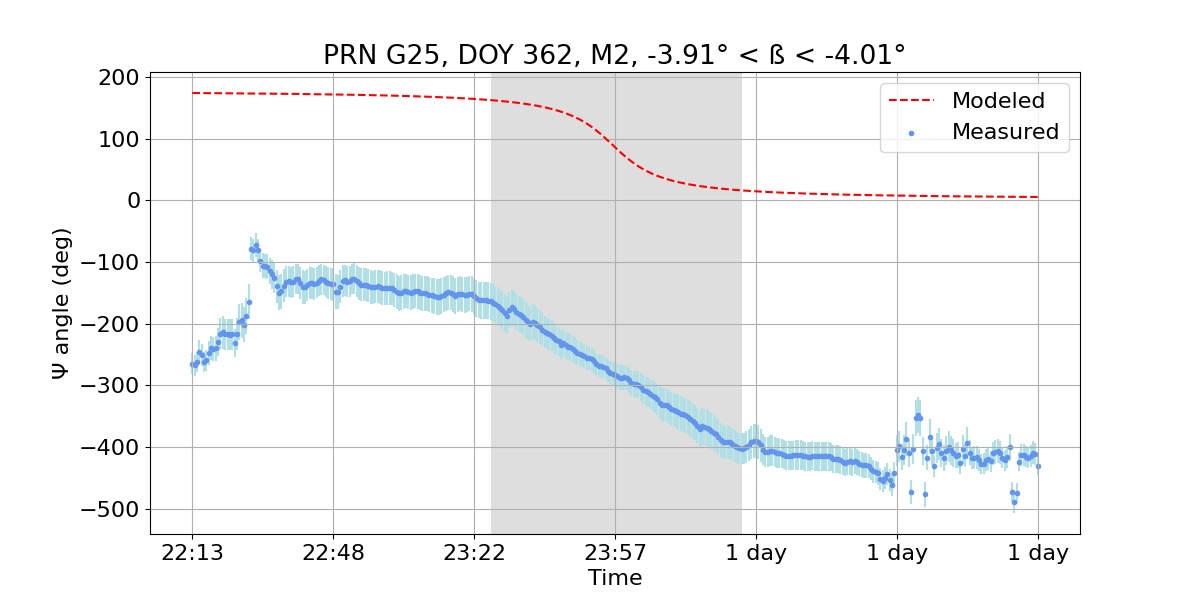 PRN G25, DOY 362, M2, -3.91° < ß < -4.01°
200
100
0
−100
−200
−300
−400
−500
Ψ angle (deg)
Modeled
Measured
22:13 22:48 23:22 23:57 1 day 1 day 1 day
Time